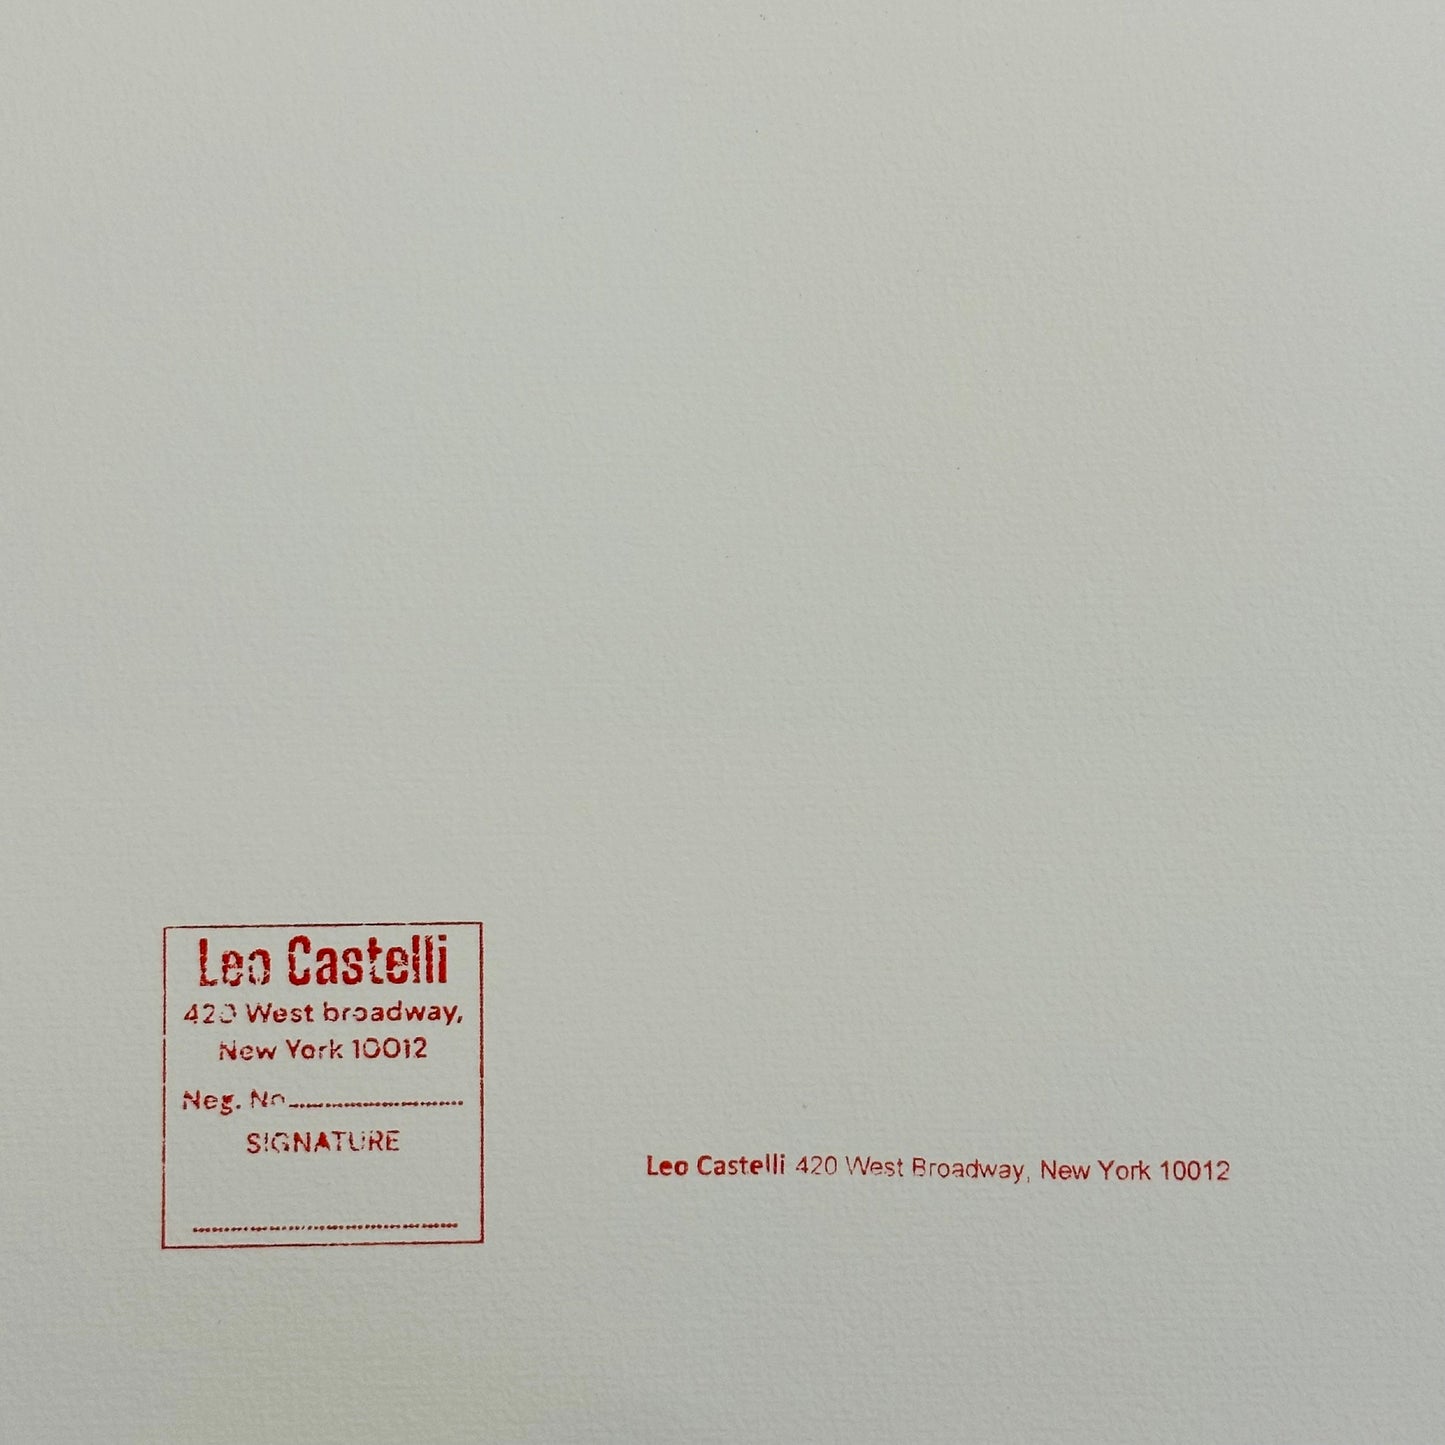 Leo Castelli
420 West broadway,
New York 10012
Neg. No
SIGNATURE
Leo Castelli 420 West Broadway, New York 10012